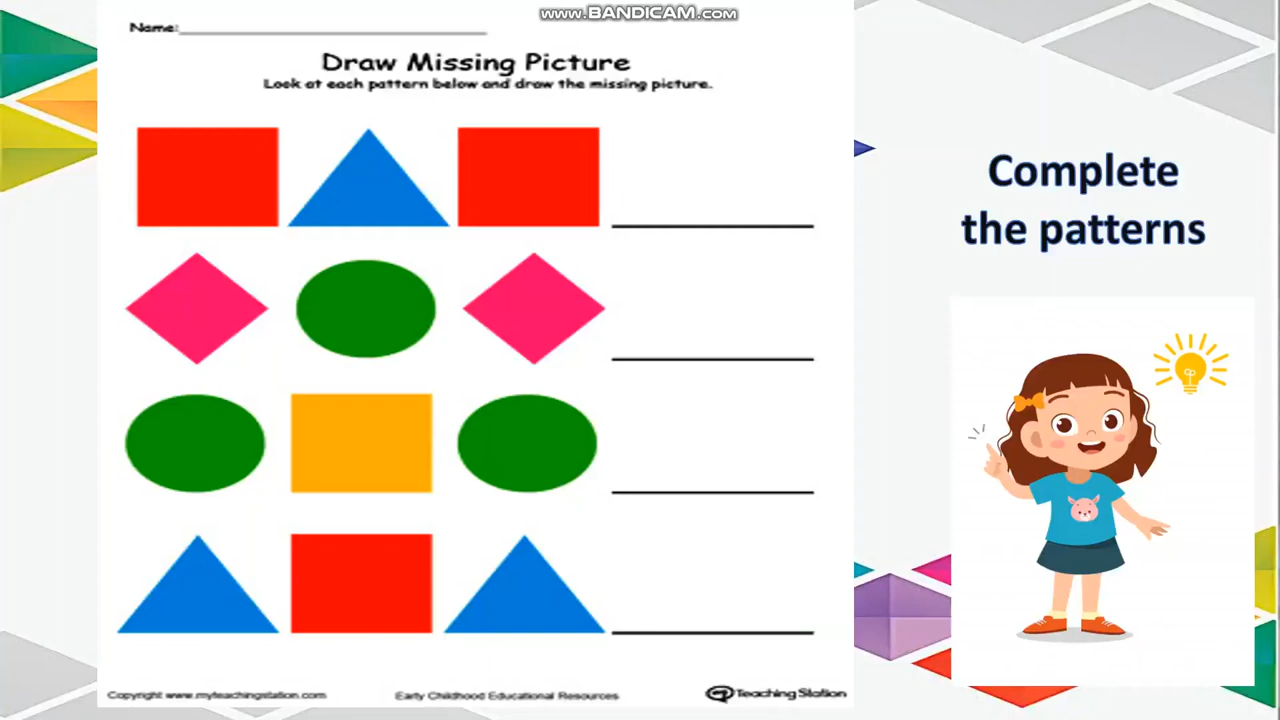 www.BANDICAM.com
Name:
Draw Missing Picture
Look at each pattern below and draw the missing picture.
Complete
the patterns
Copyright www.myteachingstation.com
Early Childhood Educational Resources
Teaching Station